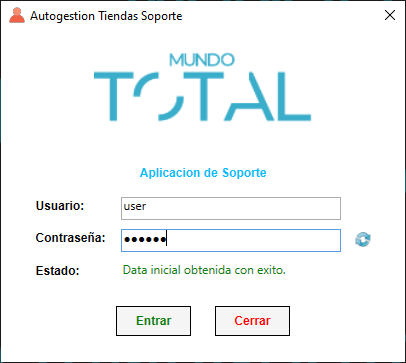 Autogestion Tiendas Soporte
MUNDO
TOTAL
Aplicacion de Soporte
Usuario: user
Contraseña: ●●●●●●
Estado: Data inicial obtenida con exito.
Entrar Cerrar